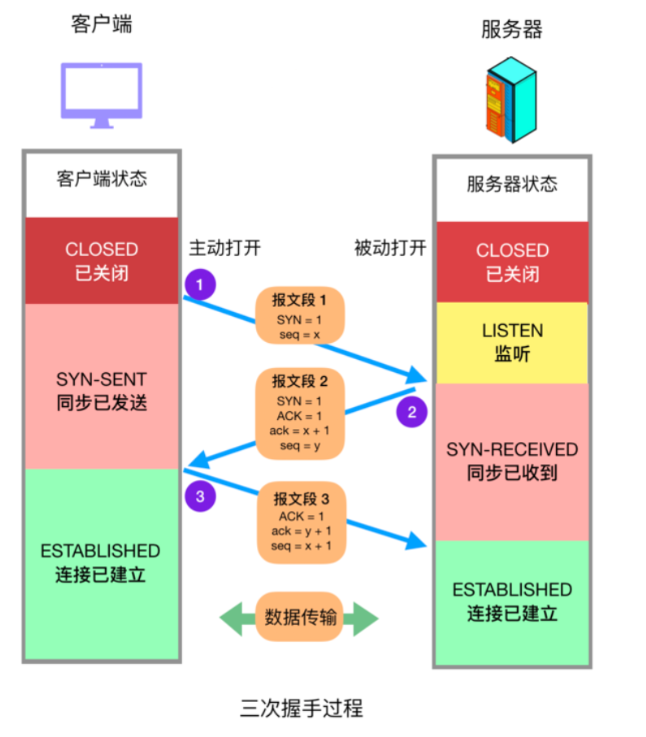 客户端
服务器
客户端状态
服务器状态
CLOSED
已关闭
主动打开
被动打开
CLOSED
已关闭
1
报文段 1
SYN = 1
seq = x
LISTEN
监听
SYN-SENT
同步已发送
报文段 2
SYN = 1
ACK = 1
ack = x + 1
seq = y
2
SYN-RECEIVED
同步已收到
3
报文段 3
ACK = 1
ack = y + 1
seq = x + 1
ESTABLISHED
连接已建立
ESTABLISHED
连接已建立
数据传输
三次握手过程